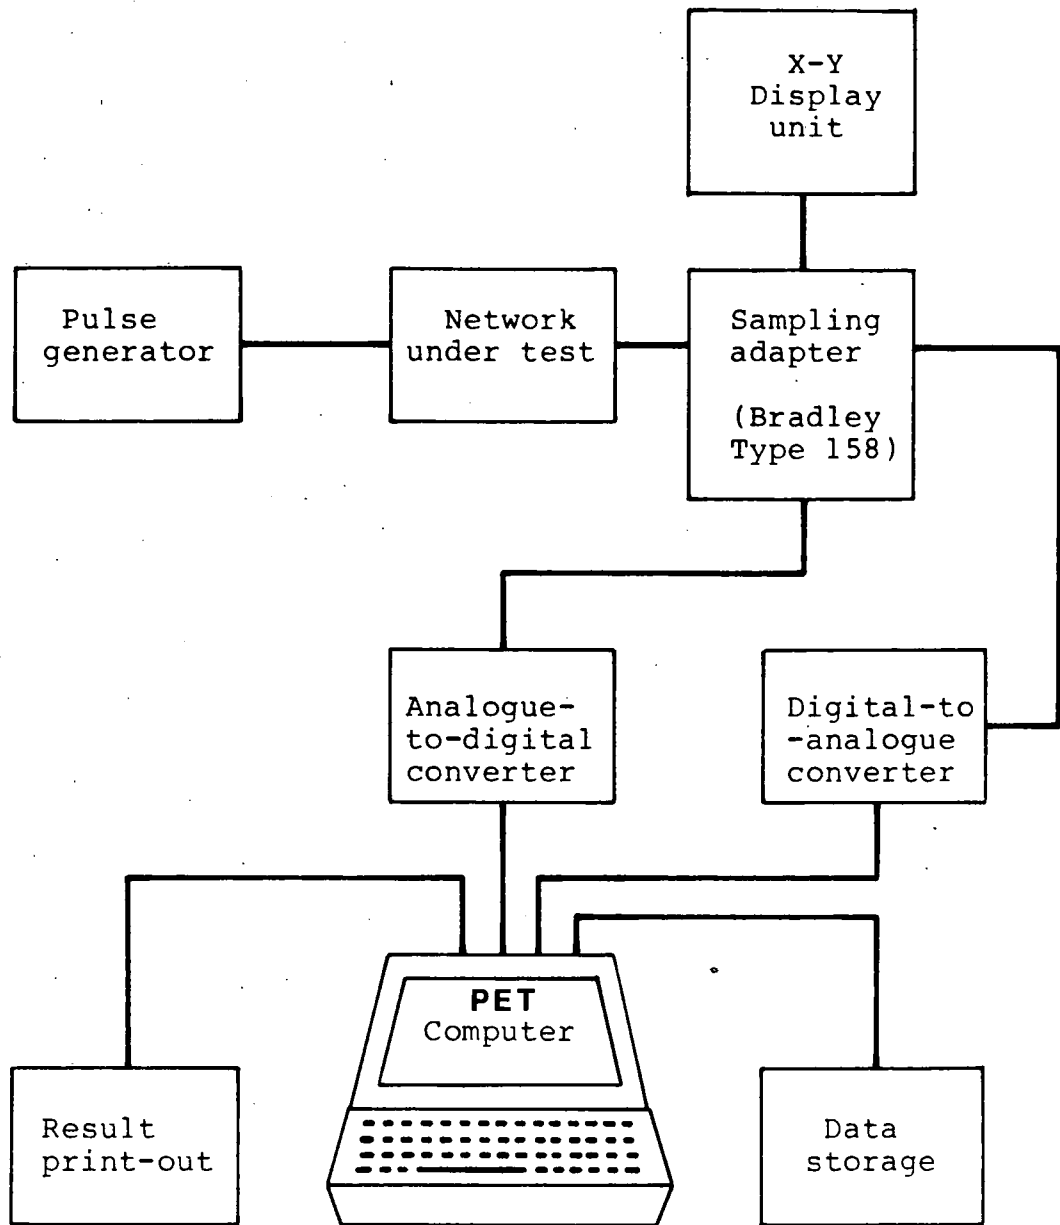 X-Y
Display
unit
Pulse
generator
Network
under test
Sampling
adapter
(Bradley
Type 158)
Analogue-
to-digital
converter
Digital-to
-analogue
converter
PET
Computer
Result
print-out
Data
storage